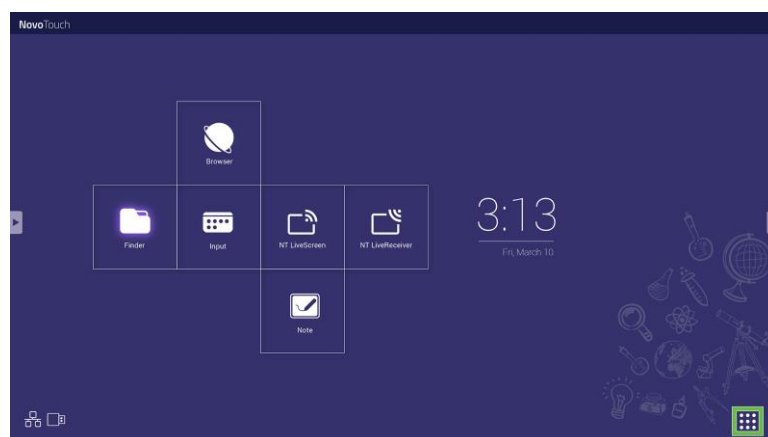 NovoTouch
Browser
Finder
Input
NT LiveScreen
NT LiveReceiver
3:13
Fri, March 10
Note